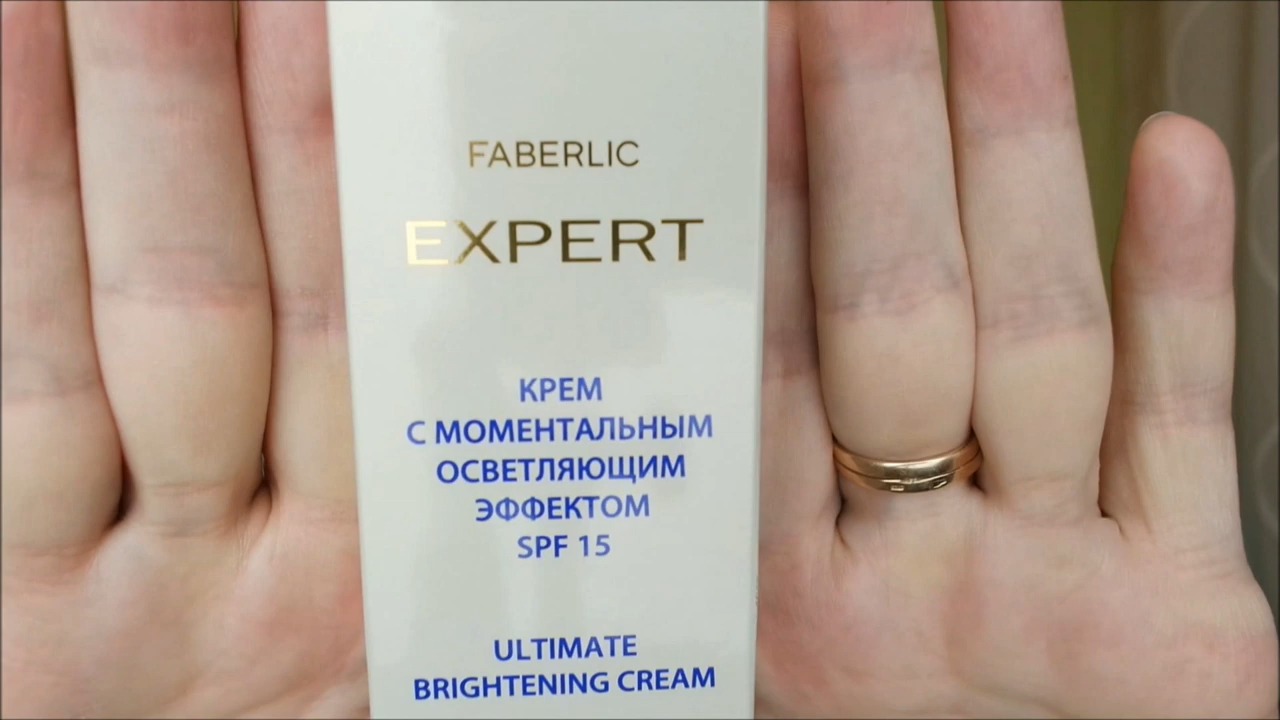 FABERLIC
EXPERT
КРЕМ
С МОМЕНТАЛЬНЫМ
ОСВЕТЛЯЮЩИМ
ЭФФЕКТОМ
SPF 15
ULTIMATE
BRIGHTENING CREAM